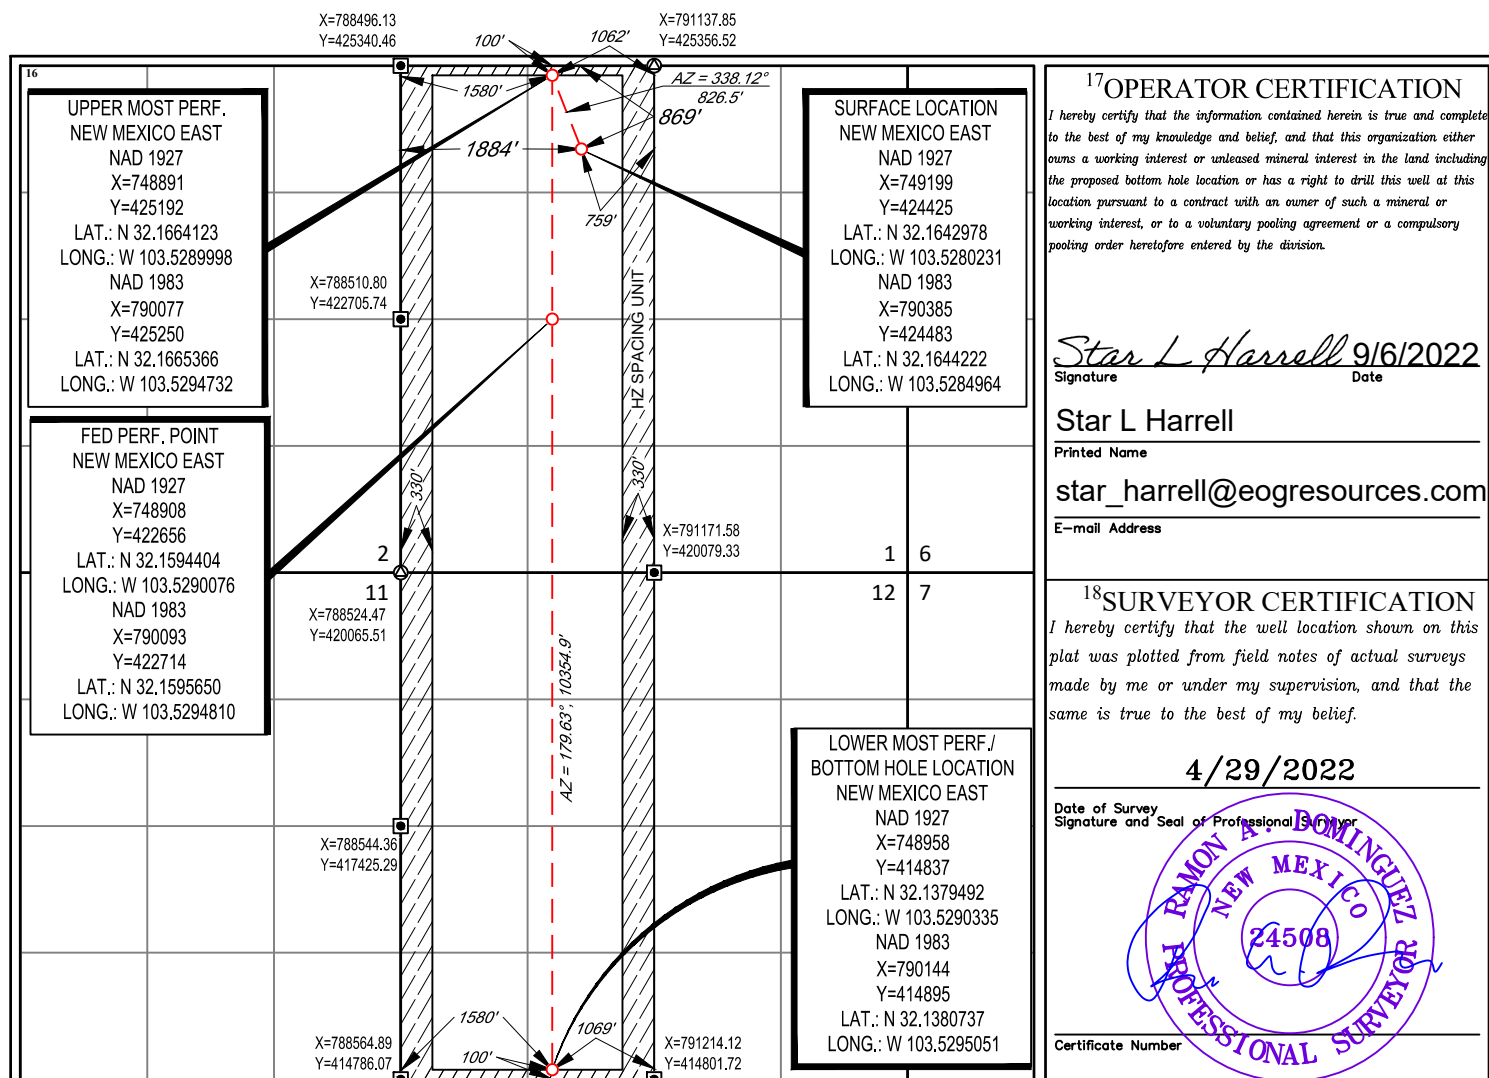 X=788496.13
Y=425340.46
100'
1062'
X=791137.85
Y=425356.52
16
1580'
AZ = 338.12°
826.5'
869'
1884'
759'
UPPER MOST PERF.
NEW MEXICO EAST
NAD 1927
X=748891
Y=425192
LAT.: N 32.1664123
LONG.: W 103.5289998
NAD 1983
X=790077
Y=425250
LAT.: N 32.1665366
LONG.: W 103.5294732
SURFACE LOCATION
NEW MEXICO EAST
NAD 1927
X=749199
Y=424425
LAT.: N 32.1642978
LONG.: W 103.5280231
NAD 1983
X=790385
Y=424483
LAT.: N 32.1644222
LONG.: W 103.5284964
X=788510.80
Y=422705.74
HZ SPACING UNIT
FED PERF. POINT
NEW MEXICO EAST
NAD 1927
X=748908
Y=422656
LAT.: N 32.1594404
LONG.: W 103.5290076
NAD 1983
X=790093
Y=422714
LAT.: N 32.1595650
LONG.: W 103.5294810
330'
330'
X=791171.58
Y=420079.33
2
1
6
11
12
7
X=788524.47
Y=420065.51
AZ = 179.63°, 10354.9'
X=788544.36
Y=417425.29
LOWER MOST PERF./
BOTTOM HOLE LOCATION
NEW MEXICO EAST
NAD 1927
X=748958
Y=414837
LAT.: N 32.1379492
LONG.: W 103.5290335
NAD 1983
X=790144
Y=414895
LAT.: N 32.1380737
LONG.: W 103.5295051
X=788564.89
Y=414786.07
1580'
100'
1069'
X=791214.12
Y=414801.72
17OPERATOR CERTIFICATION
I hereby certify that the information contained herein is true and complete
to the best of my knowledge and belief, and that this organization either
owns a working interest or unleased mineral interest in the land including
the proposed bottom hole location or has a right to drill this well at this
location pursuant to a contract with an owner of such a mineral or
working interest, or to a voluntary pooling agreement or a compulsory
pooling order heretofore entered by the division.
Star L Harrell 9/6/2022
Signature Date
Star L Harrell
Printed Name
star_harrell@eogresources.com
E-mail Address
18SURVEYOR CERTIFICATION
I hereby certify that the well location shown on this
plat was plotted from field notes of actual surveys
made by me or under my supervision, and that the
same is true to the best of my belief.
4/29/2022
Date of Survey
Signature and Seal of Professional Surveyor
RAMON A. DOMINGUEZ
NEW MEXICO
24508
PROFESSIONAL SURVEYOR
Certificate Number